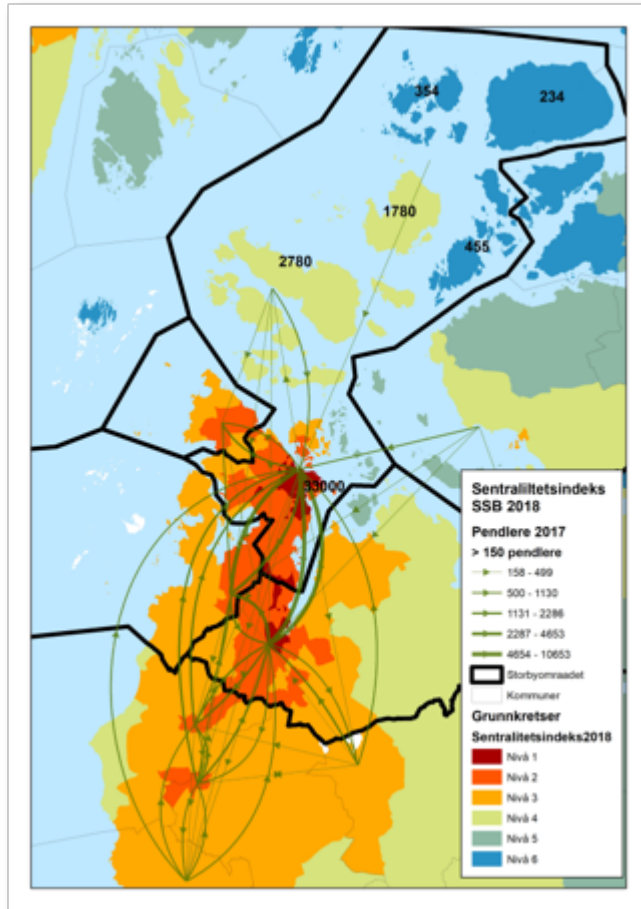 354
234
1780
455
2780
33000
Sentraliltetsindeks
SSB 2018
Pendlere 2017
> 150 pendlere
158 - 499
500 - 1130
1131 - 2286
2287 - 4653
4654 - 10653
Storbyomraadet
Kommuner
Grunnkretser
Sentralitetsindeks2018
Nivå 1
Nivå 2
Nivå 3
Nivå 4
Nivå 5
Nivå 6